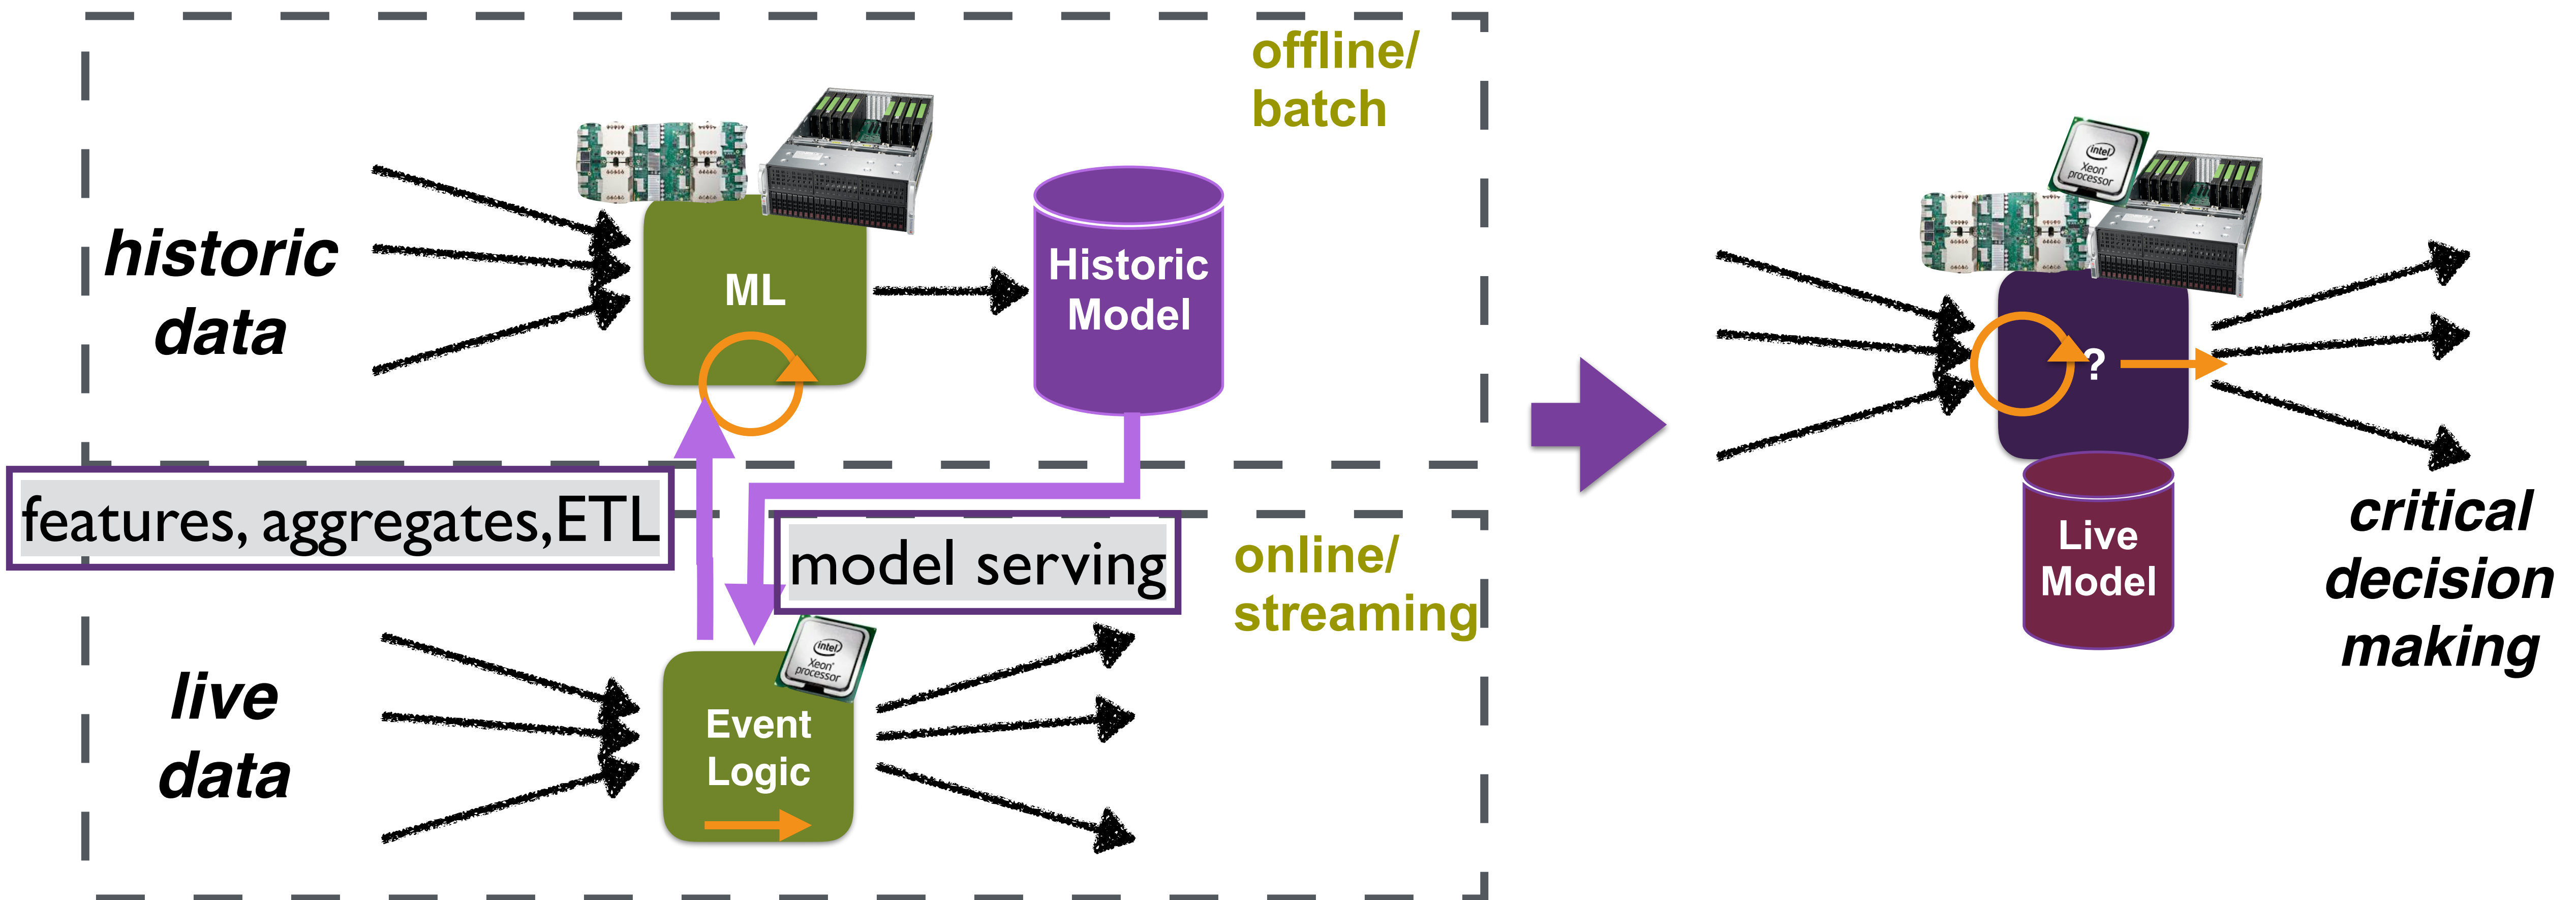 offline/
batch
historic
data
ML
Historic
Model
features, aggregates,ETL
model serving
online/
streaming
live
data
intel
Xeon®
processor
Event
Logic
intel
Xeon®
processor
?
Live
Model
critical
decision
making